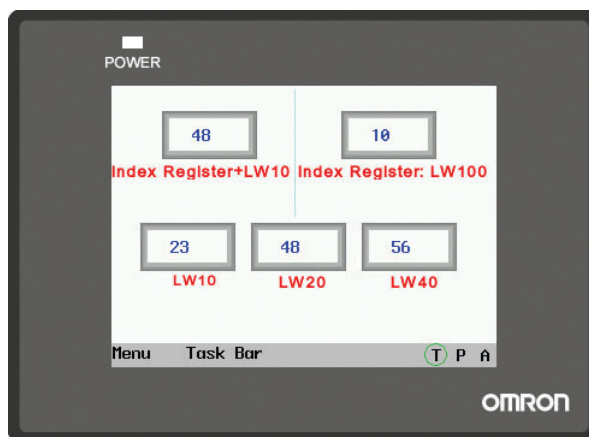 POWER
48
10
Index Register+LW10
Index Register: LW100
23
48
56
LW10
LW20
LW40
Menu Task Bar T P A
OMRON